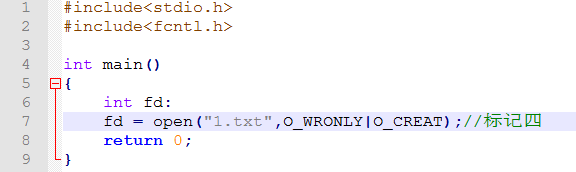 1 #include<stdio.h>
2 #include<fcntl.h>
3
4 int main()
5 {
6 int fd:
7 fd = open("1.txt",O_WRONLY|O_CREAT);//标记四
8 return 0;
9 }